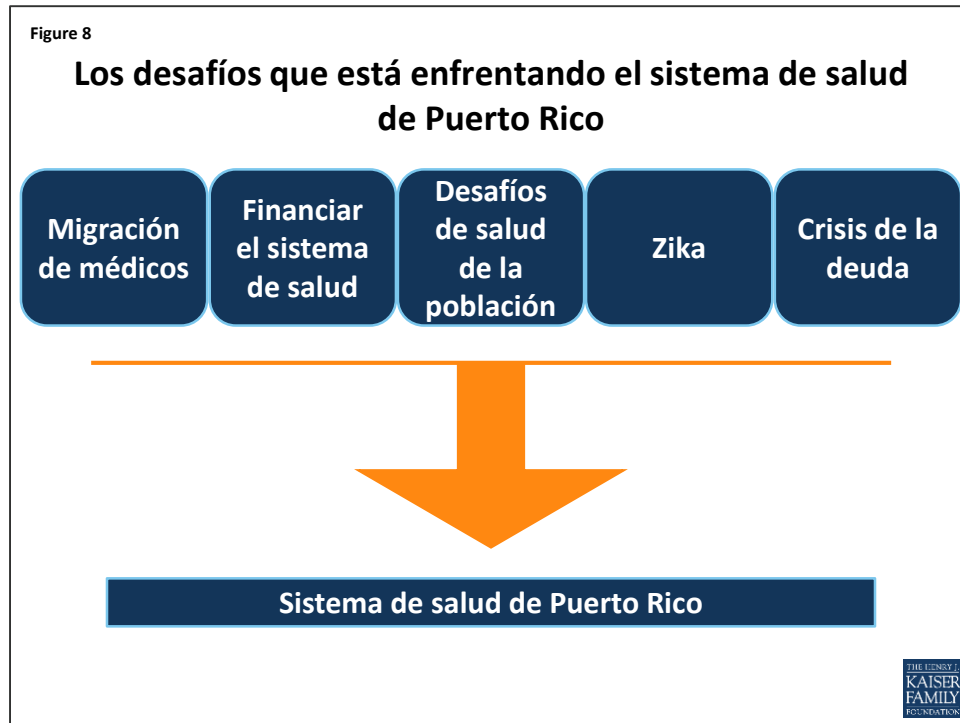 Figure 8
Los desafíos que está enfrentando el sistema de salud
de Puerto Rico
Migración
de médicos
Financiar
el sistema
de salud
Desafíos
de salud
de la
población
Zika
Crisis de la
deuda
Sistema de salud de Puerto Rico
THE HENRY J.
KAISER
FAMILY
FOUNDATION